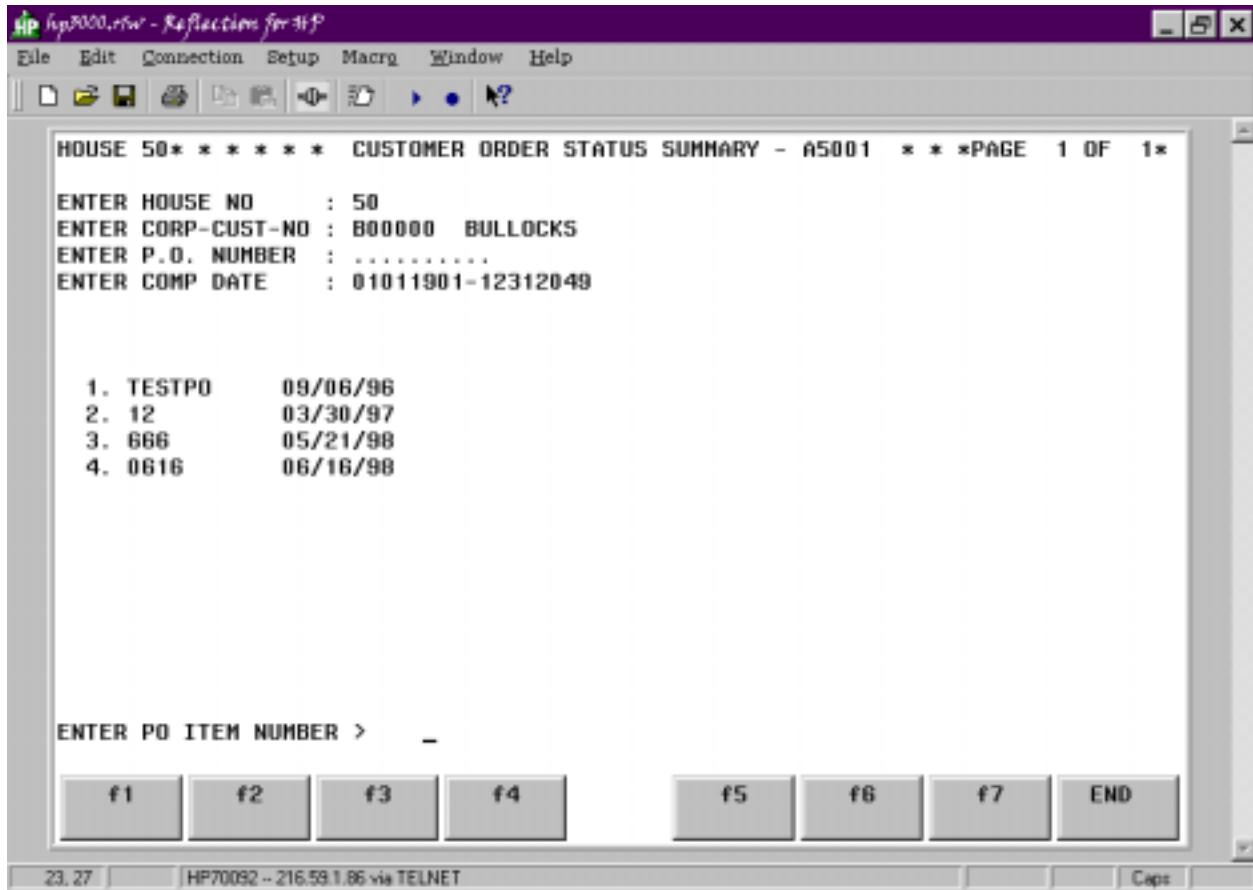 hp3000.rfw - Reflection for HP
File Edit Connection Setup Macro Window Help
HOUSE 50* * * * * * CUSTOMER ORDER STATUS SUMMARY - A5001 * * *PAGE 1 OF 1*
ENTER HOUSE NO : 50
ENTER CORP-CUST-NO : B00000 BULLOCKS
ENTER P.O. NUMBER : ..........
ENTER COMP DATE : 01011901-12312049
1. TESTPO 09/06/96
2. 12 03/30/97
3. 666 05/21/98
4. 0616 06/16/98
ENTER PO ITEM NUMBER > _
f1 f2 f3 f4 f5 f6 f7 END
23, 27 HP70092 -- 216.59.1.86 via TELNET Caps